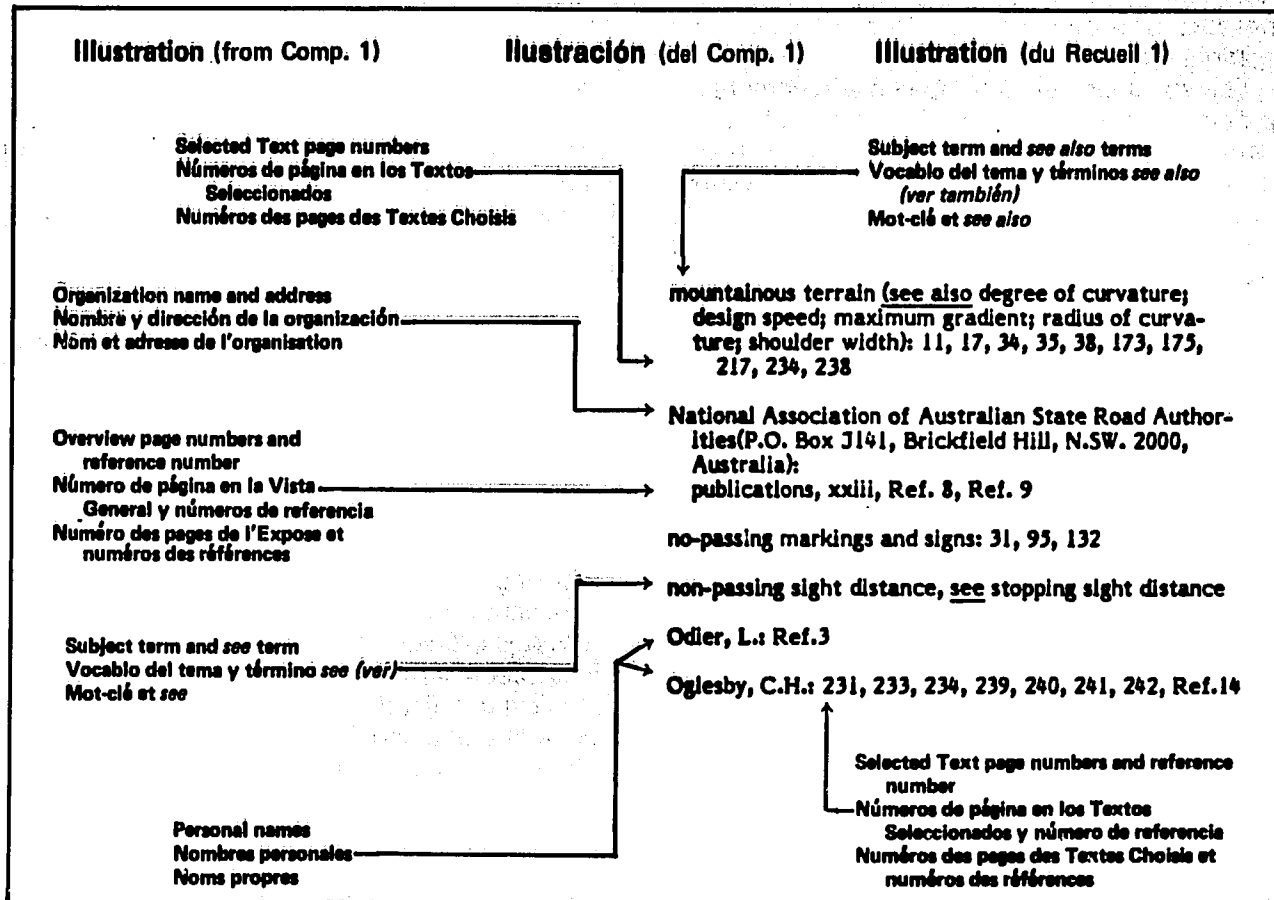 Illustration (from Comp. 1)
Ilustración (del Comp. 1)
Illustration (du Recueil 1)
Selected Text page numbers
Números de página en los Textos
Seleccionados
Numéros des pages des Textes Choisis
Subject term and see also terms
Vocablo del tema y términos see also
(ver también)
Mot-clé et see also
Organization name and address
Nombre y dirección de la organización
Nom et adresse de l'organisation
mountainous terrain (see also degree of curvature;
design speed; maximum gradient; radius of curva-
ture; shoulder width): 11, 17, 34, 35, 38, 173, 175,
217, 234, 238
National Association of Australian State Road Author-
ities(P.O. Box J141, Brickfield Hill, N.SW. 2000,
Australia):
publications, xxiii, Ref. 8, Ref. 9
Overview page numbers and
reference number
Número de página en la Vista
General y números de referencia
Numéro des pages de l'Expose et
numéros des références
no-passing markings and signs: 31, 95, 132
non-passing sight distance, see stopping sight distance
Subject term and see term
Vocablo del tema y término see (ver)
Mot-clé et see
Odier, L.: Ref.3
Oglesby, C.H.: 231, 233, 234, 239, 240, 241, 242, Ref.14
Selected Text page numbers and reference
number
Números de página en los Textos
Seleccionados y número de referencia
Numéros des pages des Textes Choisis et
numéros des références
Personal names
Nombres personales
Noms propres